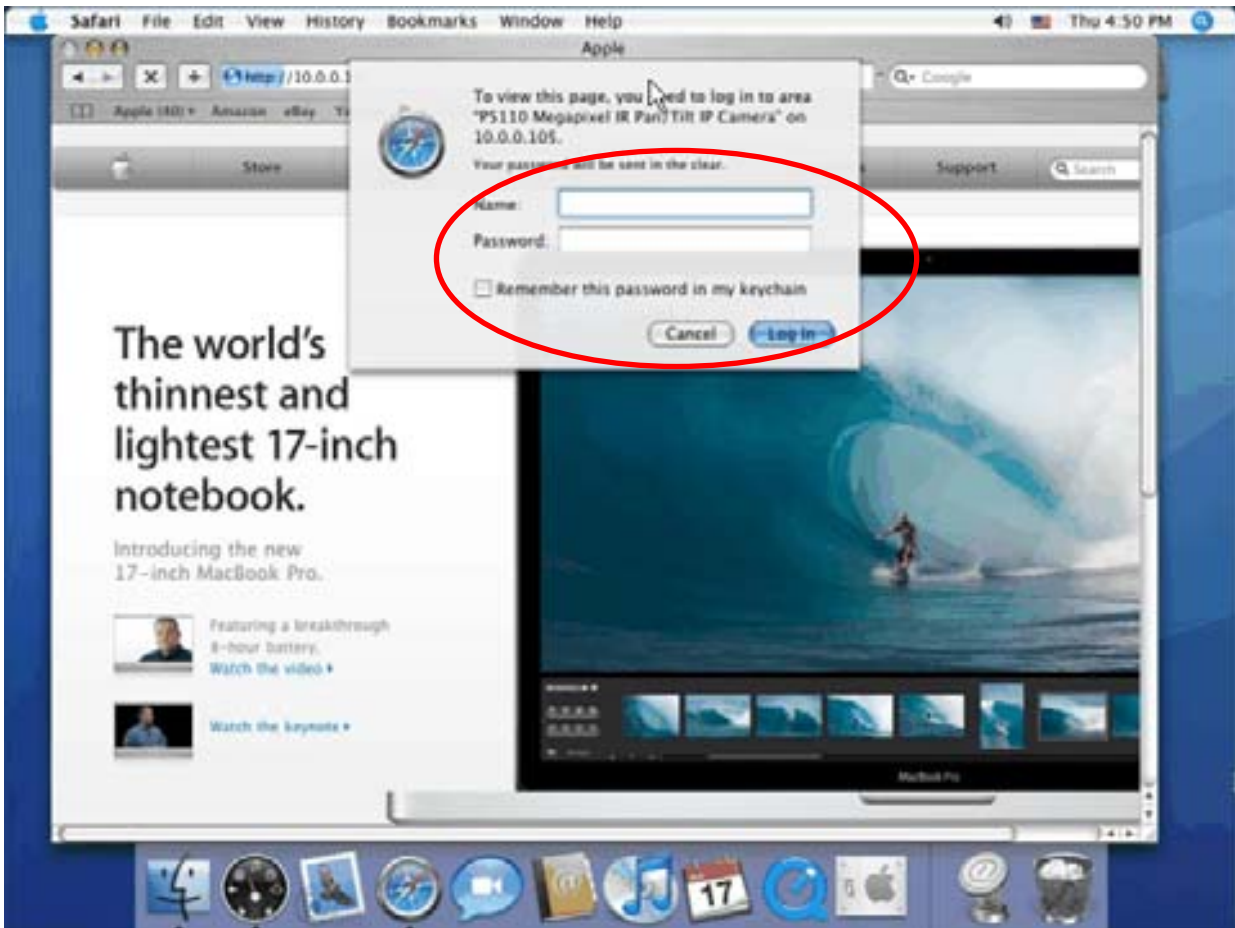 Safari File Edit View History Bookmarks Window Help Thu 4:50 PM
Apple
http://10.0.0.1 Google
Apple (40) Amazon eBay
Store Support Search
To view this page, you need to log in to area
"PS110 Megapixel IR Pan/Tilt IP Camera" on
10.0.0.105.
Your password will be sent in the clear.
Name:
Password:
Remember this password in my keychain
Cancel Log In
The world's
thinnest and
lightest 17-inch
notebook.
Introducing the new
17-inch MacBook Pro.
Featuring a breakthrough
8-hour battery.
Watch the video
Watch the keynote
MacBook Pro
17